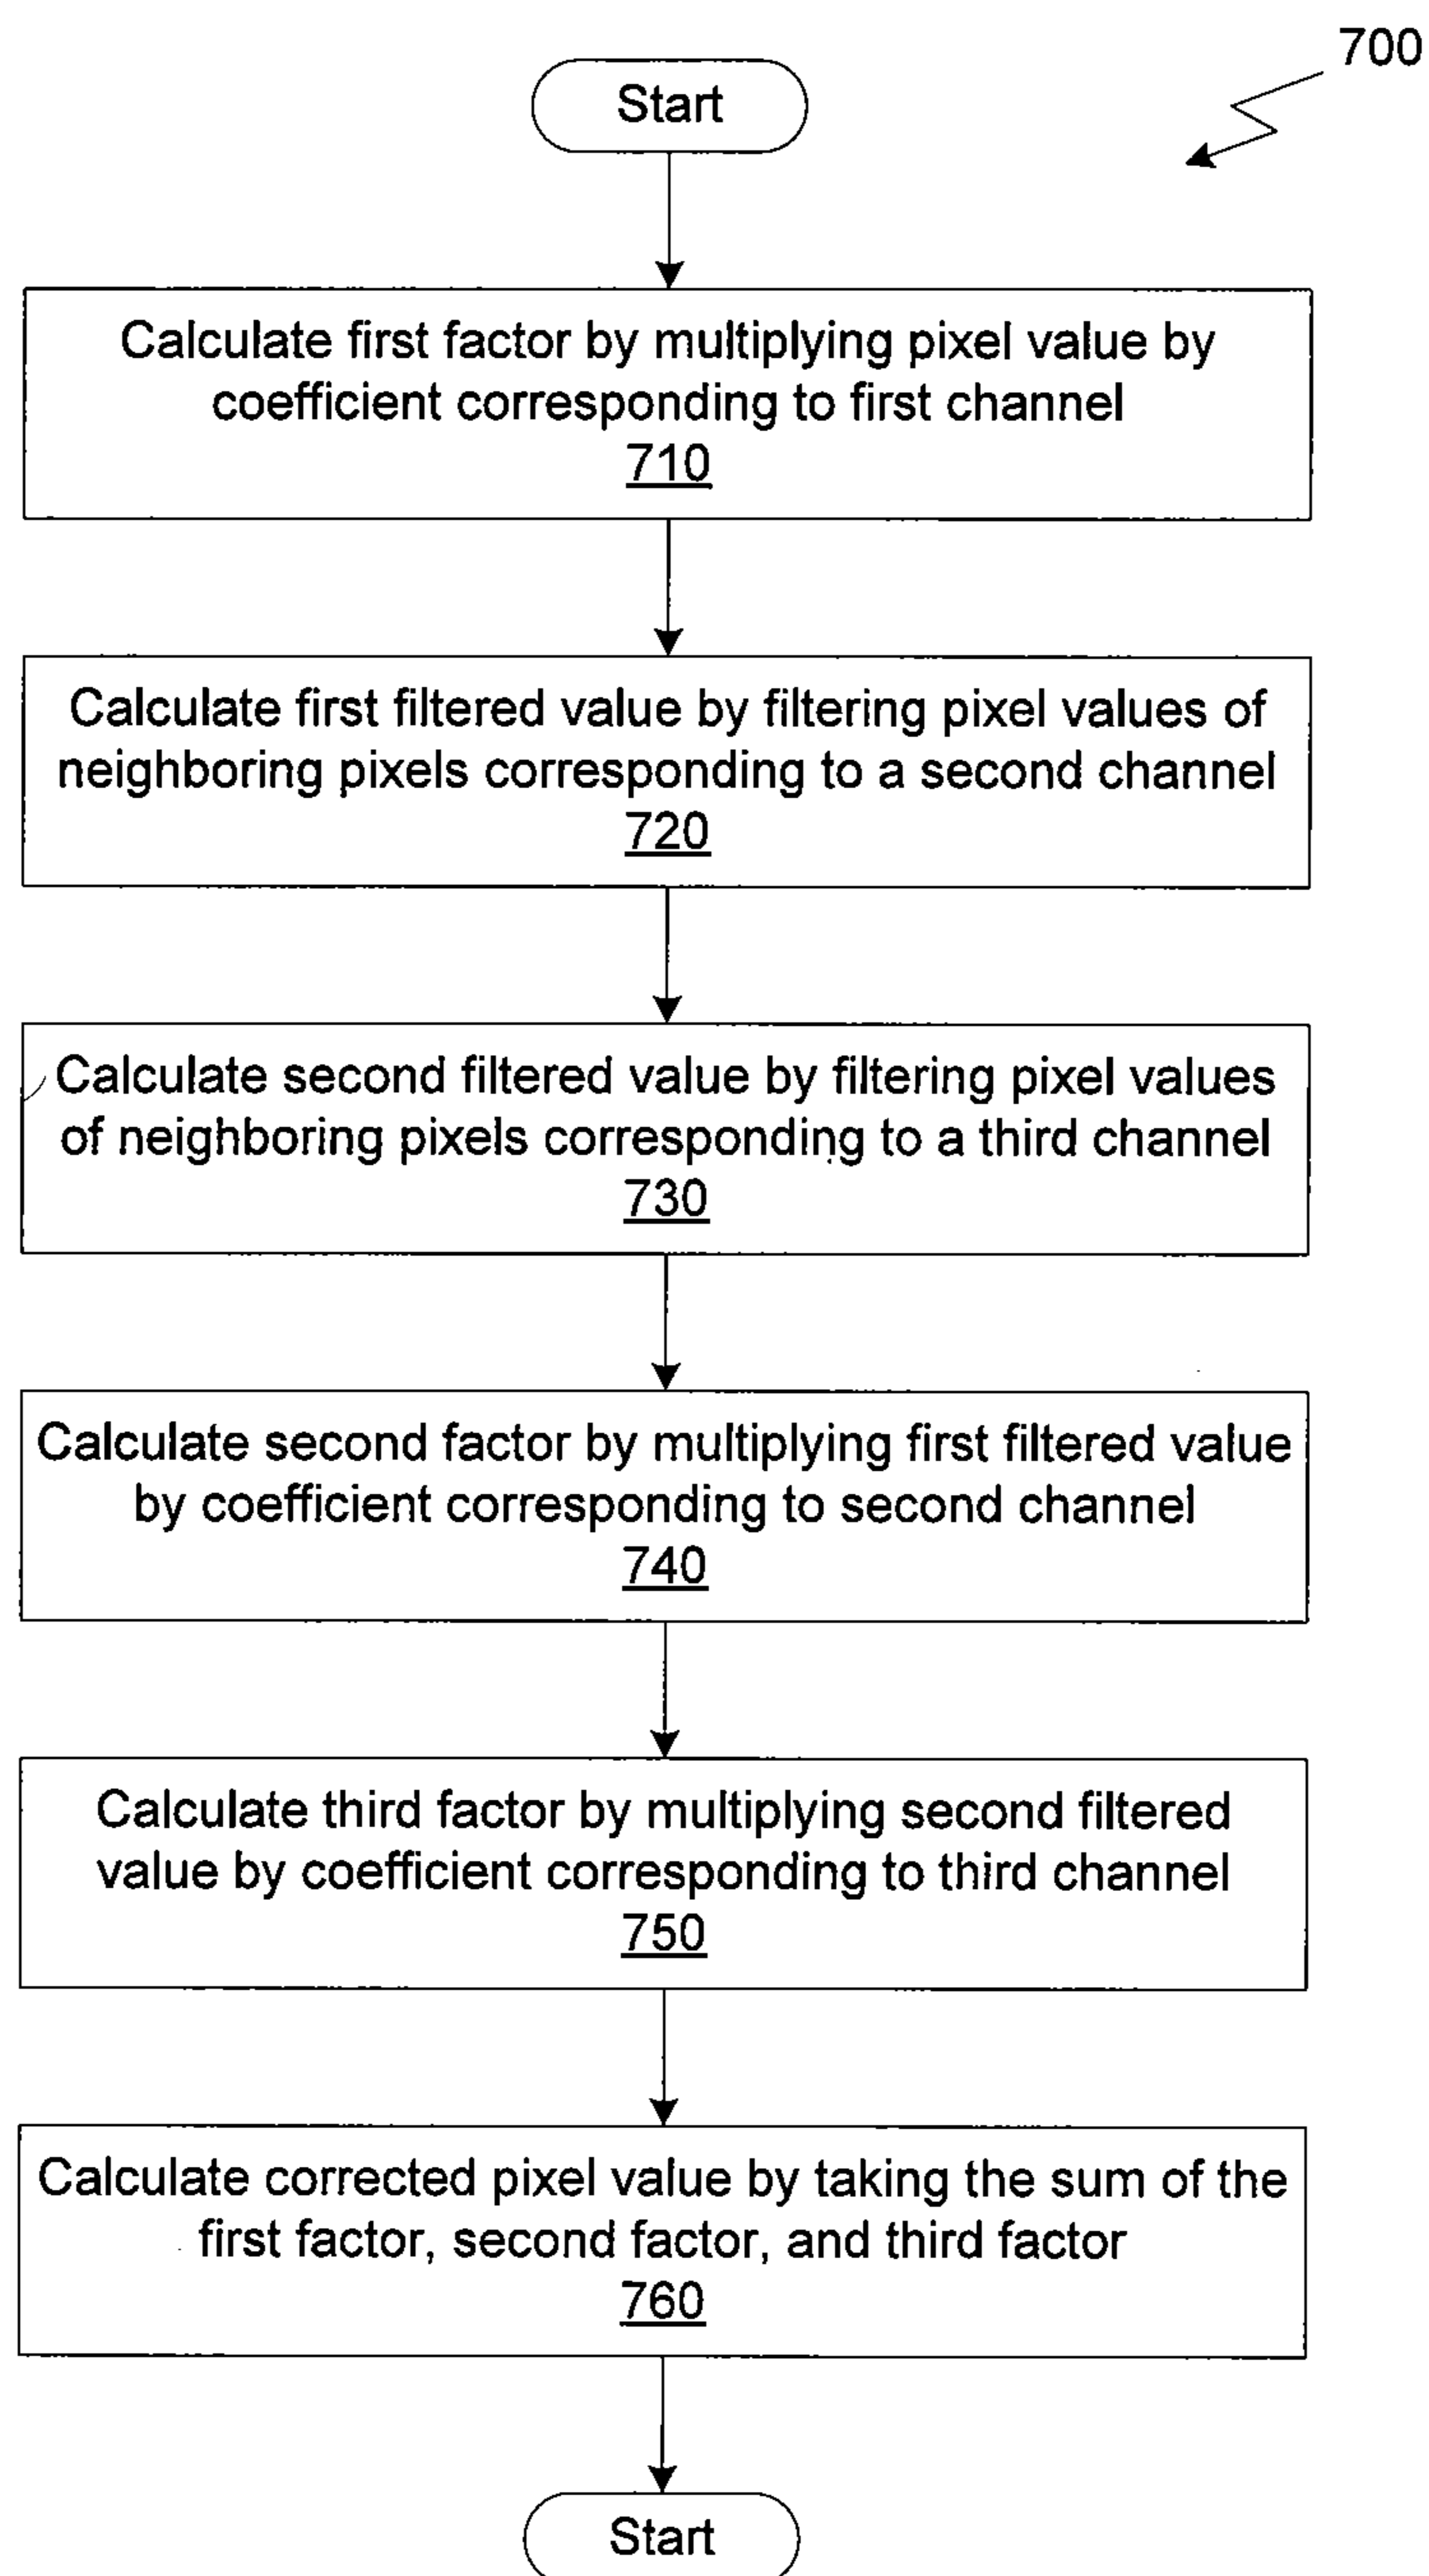 700
Start
Calculate first factor by multiplying pixel value by
coefficient corresponding to first channel
710
Calculate first filtered value by filtering pixel values of
neighboring pixels corresponding to a second channel
720
Calculate second filtered value by filtering pixel values
of neighboring pixels corresponding to a third channel
730
Calculate second factor by multiplying first filtered value
by coefficient corresponding to second channel
740
Calculate third factor by multiplying second filtered
value by coefficient corresponding to third channel
750
Calculate corrected pixel value by taking the sum of the
first factor, second factor, and third factor
760
Start